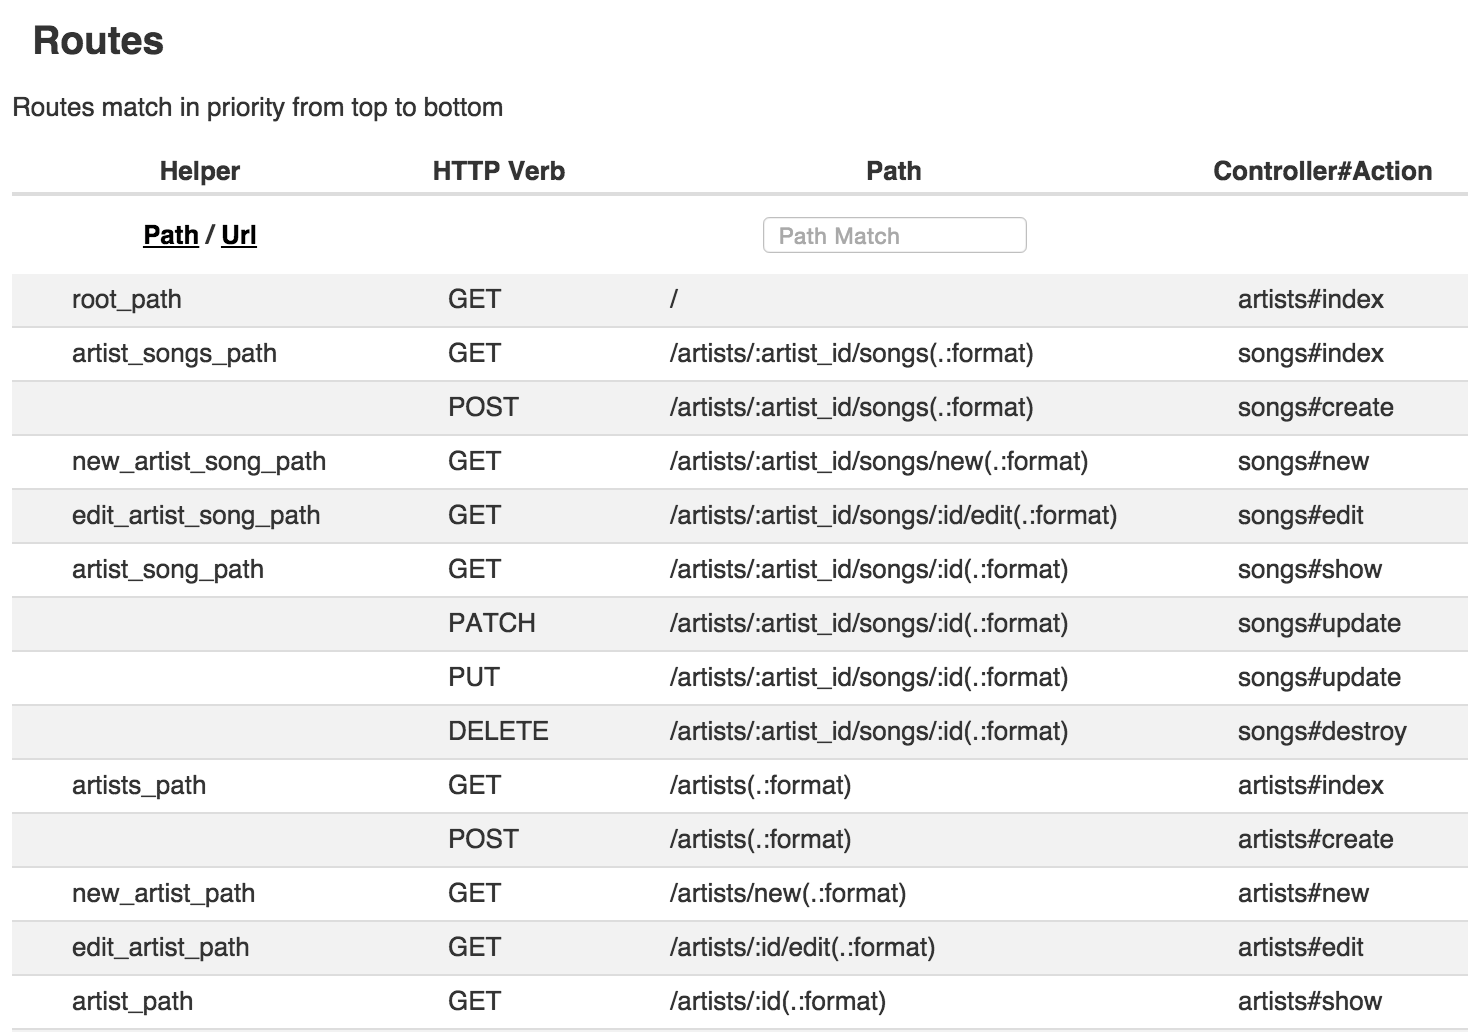 Routes
Routes match in priority from top to bottom
Helper HTTP Verb Path Controller#Action
Path / Url Path Match
root_path GET / artists#index
artist_songs_path GET /artists/:artist_id/songs(.:format) songs#index
POST /artists/:artist_id/songs(.:format) songs#create
new_artist_song_path GET /artists/:artist_id/songs/new(.:format) songs#new
edit_artist_song_path GET /artists/:artist_id/songs/:id/edit(.:format) songs#edit
artist_song_path GET /artists/:artist_id/songs/:id(.:format) songs#show
PATCH /artists/:artist_id/songs/:id(.:format) songs#update
PUT /artists/:artist_id/songs/:id(.:format) songs#update
DELETE /artists/:artist_id/songs/:id(.:format) songs#destroy
artists_path GET /artists(.:format) artists#index
POST /artists(.:format) artists#create
new_artist_path GET /artists/new(.:format) artists#new
edit_artist_path GET /artists/:id/edit(.:format) artists#edit
artist_path GET /artists/:id(.:format) artists#show